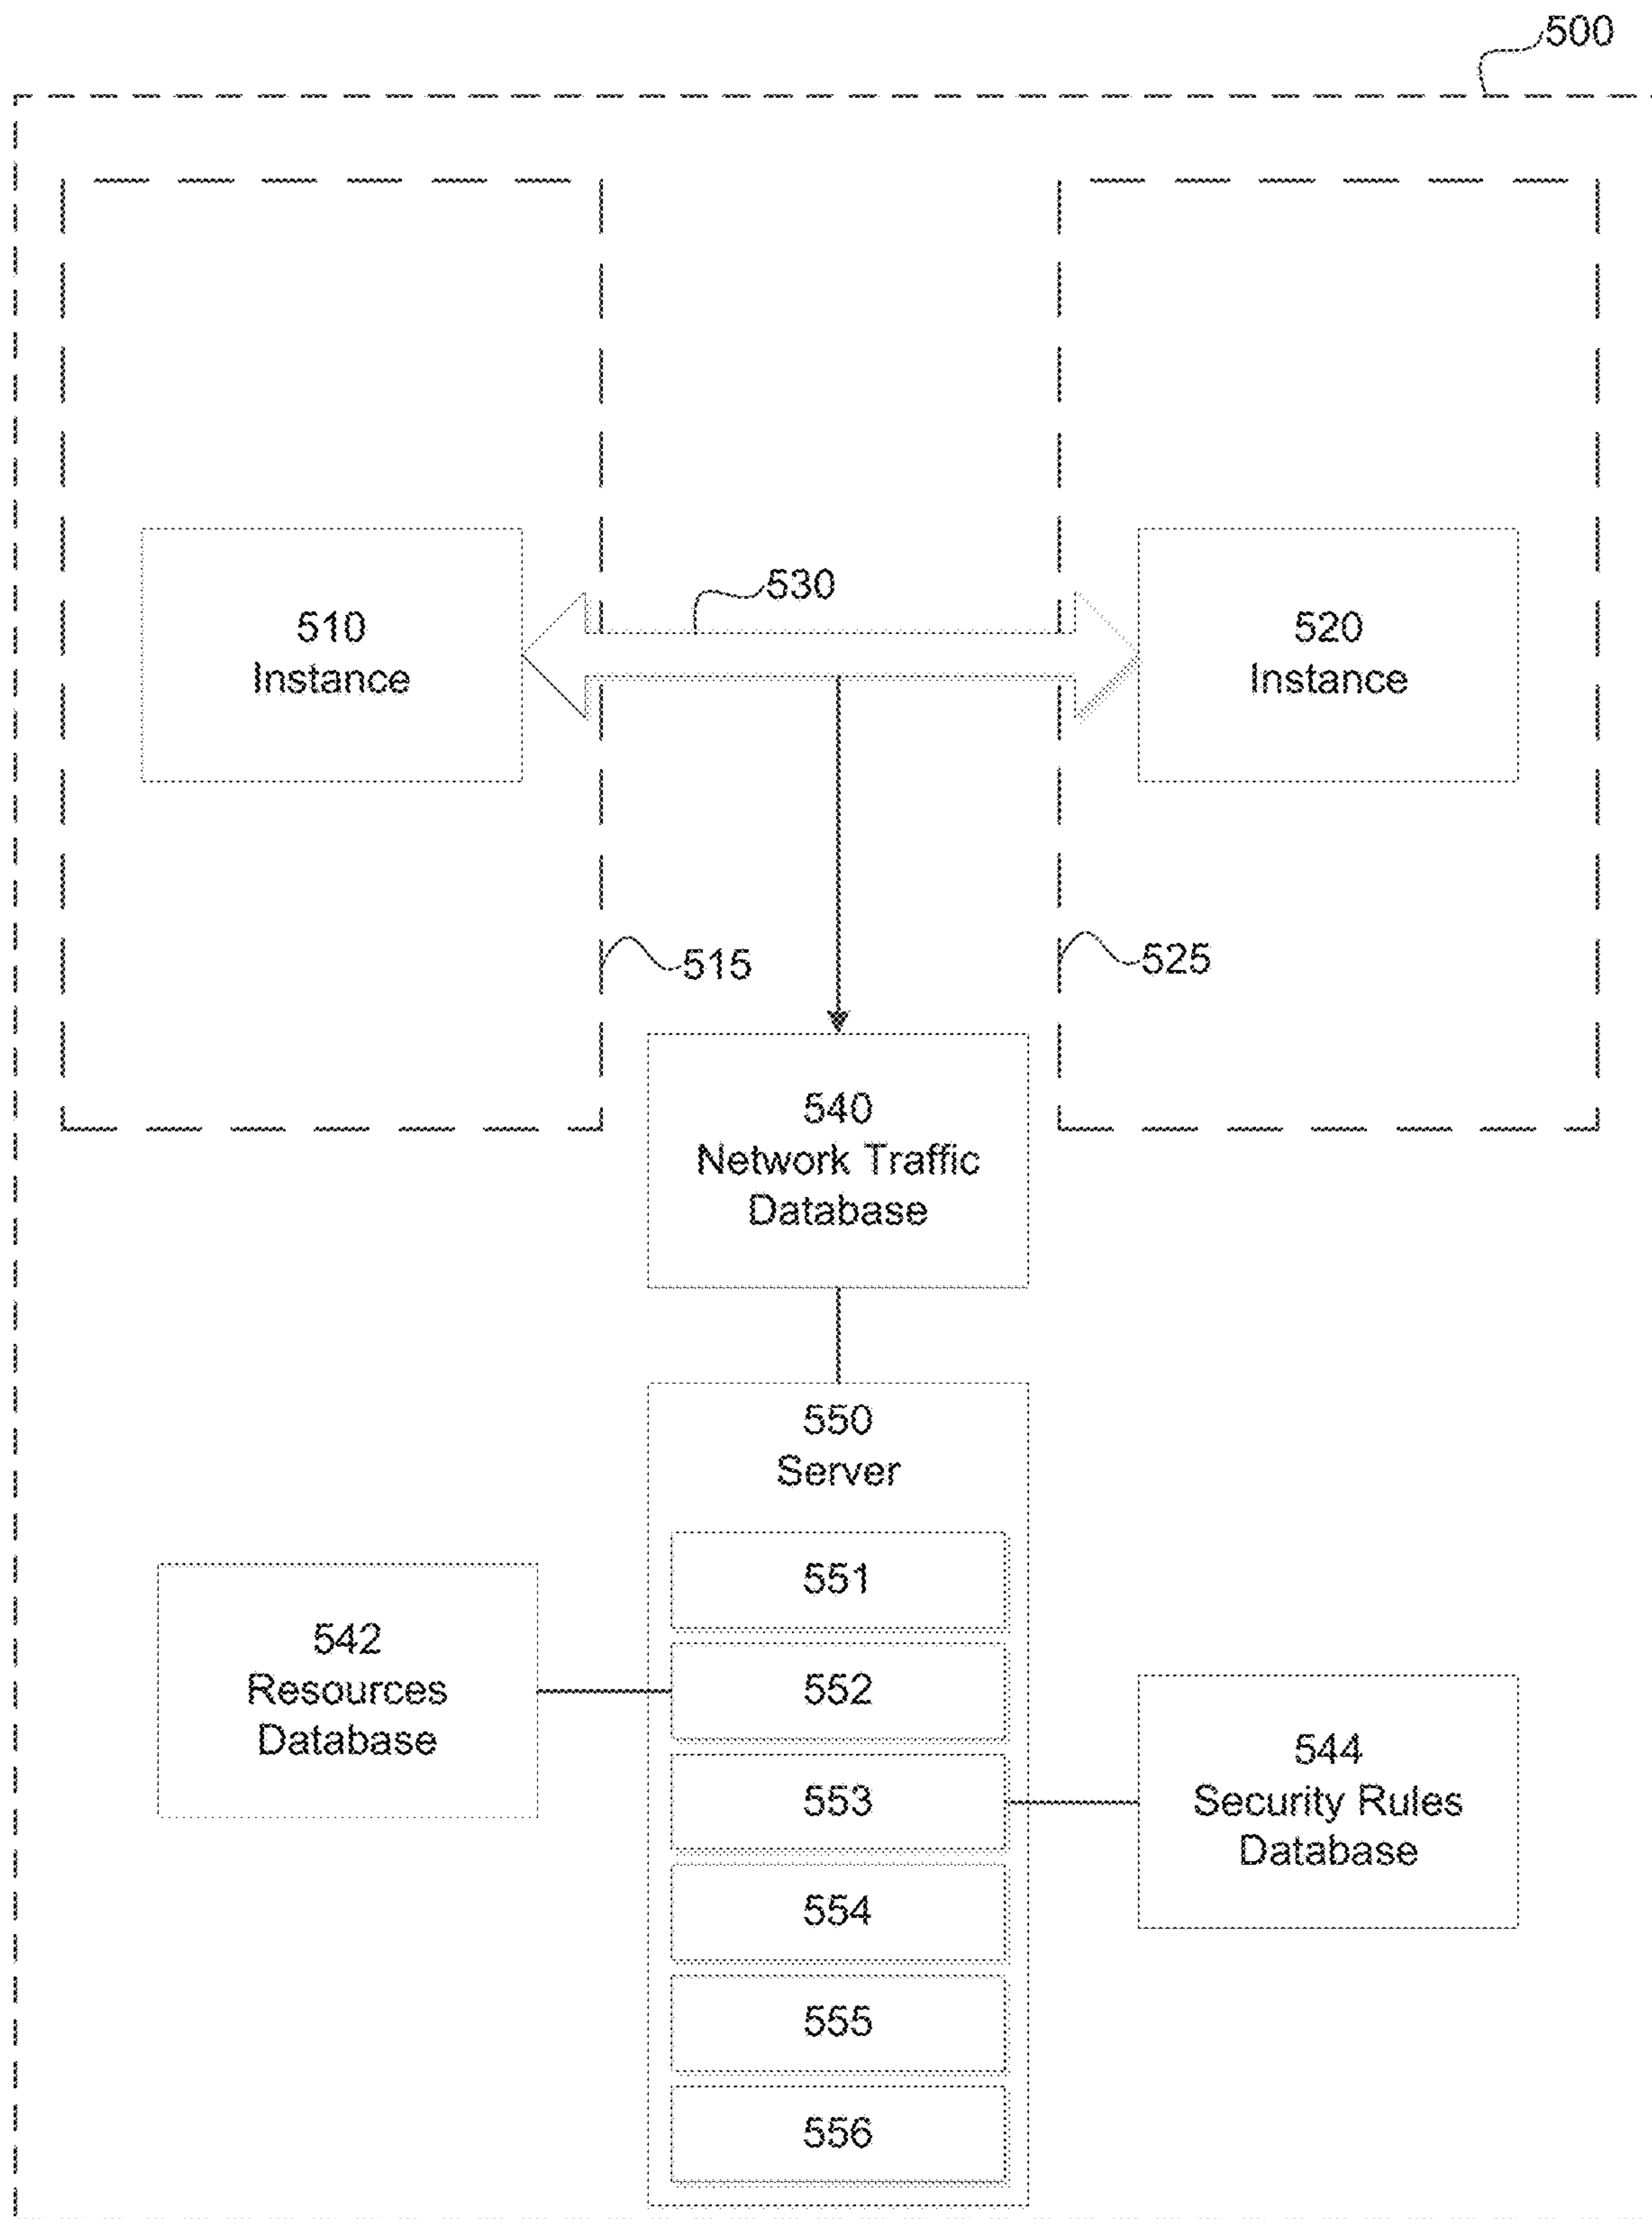 500
530
510
Instance
520
Instance
515
525
540
Network Traffic
Database
550
Server
551
542
Resources
Database
552
544
Security Rules
Database
553
554
555
556